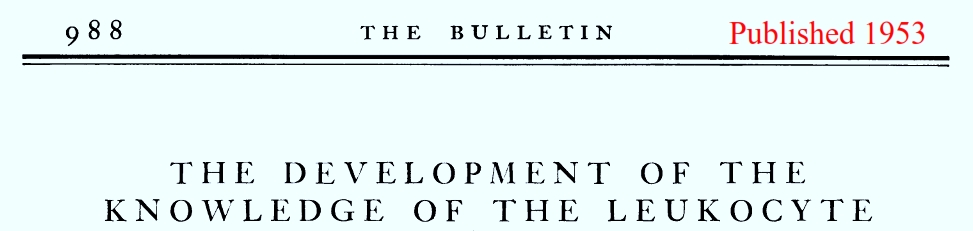 988 THE BULLETIN Published 1953
THE DEVELOPMENT OF THE
KNOWLEDGE OF THE LEUKOCYTE